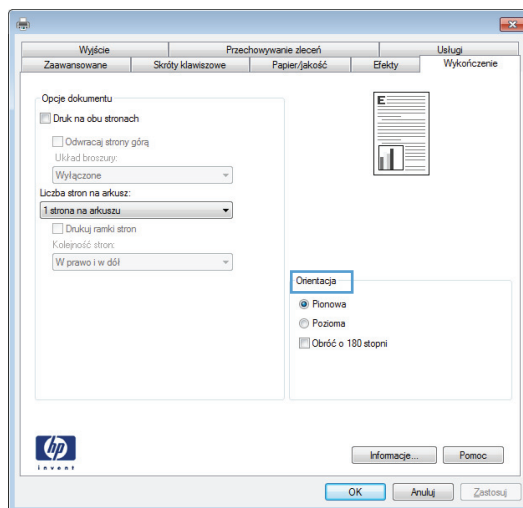 Wyjście Przechowywanie zleceń Usługi
Zaawansowane Skróty klawiszowe Papier/jakość Efekty Wykończenie
Opcje dokumentu
Druk na obu stronach
Odwracaj strony górą
Układ broszury:
Wyłączone
Liczba stron na arkusz:
1 strona na arkuszu
Drukuj ramki stron
Kolejność stron:
W prawo i w dół
E
Orientacja
Pionowa
Pozioma
Obróć o 180 stopni
hp
invent
Informacje... Pomoc
OK Anuluj Zastosuj